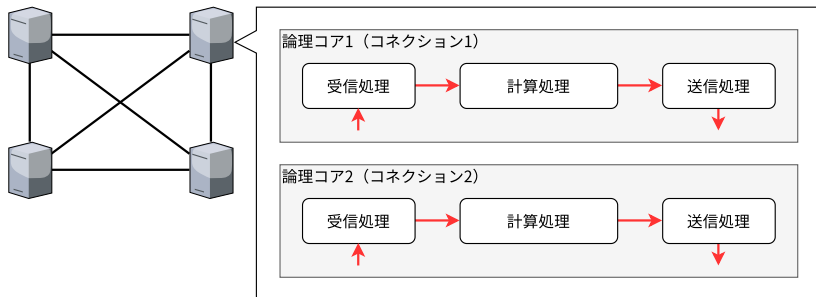 論理コア1（コネクション1）
受信処理
計算処理
送信処理
論理コア2（コネクション2）
受信処理
計算処理
送信処理